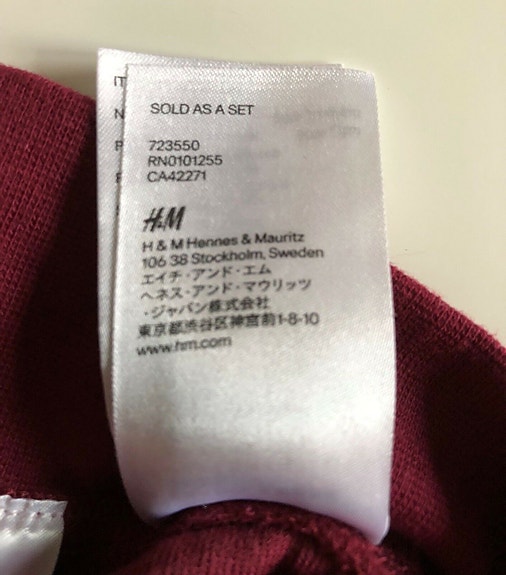 SOLD AS A SET
723550
RN0101255
CA42271
H&M
H & M Hennes & Mauritz
106 38 Stockholm, Sweden
エイチ・アンド・エム
ヘネス・アンド・マウリッツ
・ジャパン株式会社
東京都渋谷区神宮前1-8-10
www.hm.com